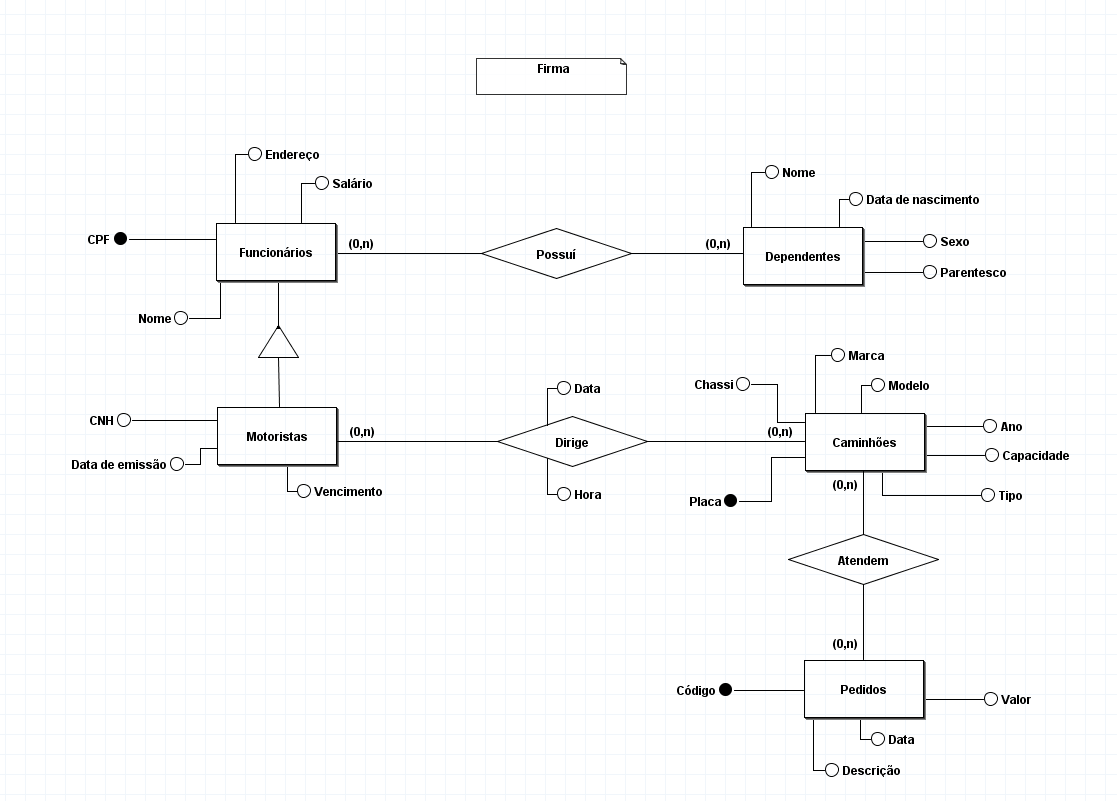 Firma
Endereço
Salário
CPF
Funcionários
(0,n)
Possuí
(0,n)
Nome
Data de nascimento
Dependentes
Sexo
Parentesco
Nome
CNH
Motoristas
Data de emissão
Vencimento
(0,n)
Data
Dirige
Hora
(0,n)
Marca
Chassi
Modelo
Caminhões
Ano
Capacidade
Placa
Tipo
(0,n)
Atendem
(0,n)
Código
Pedidos
Valor
Data
Descrição